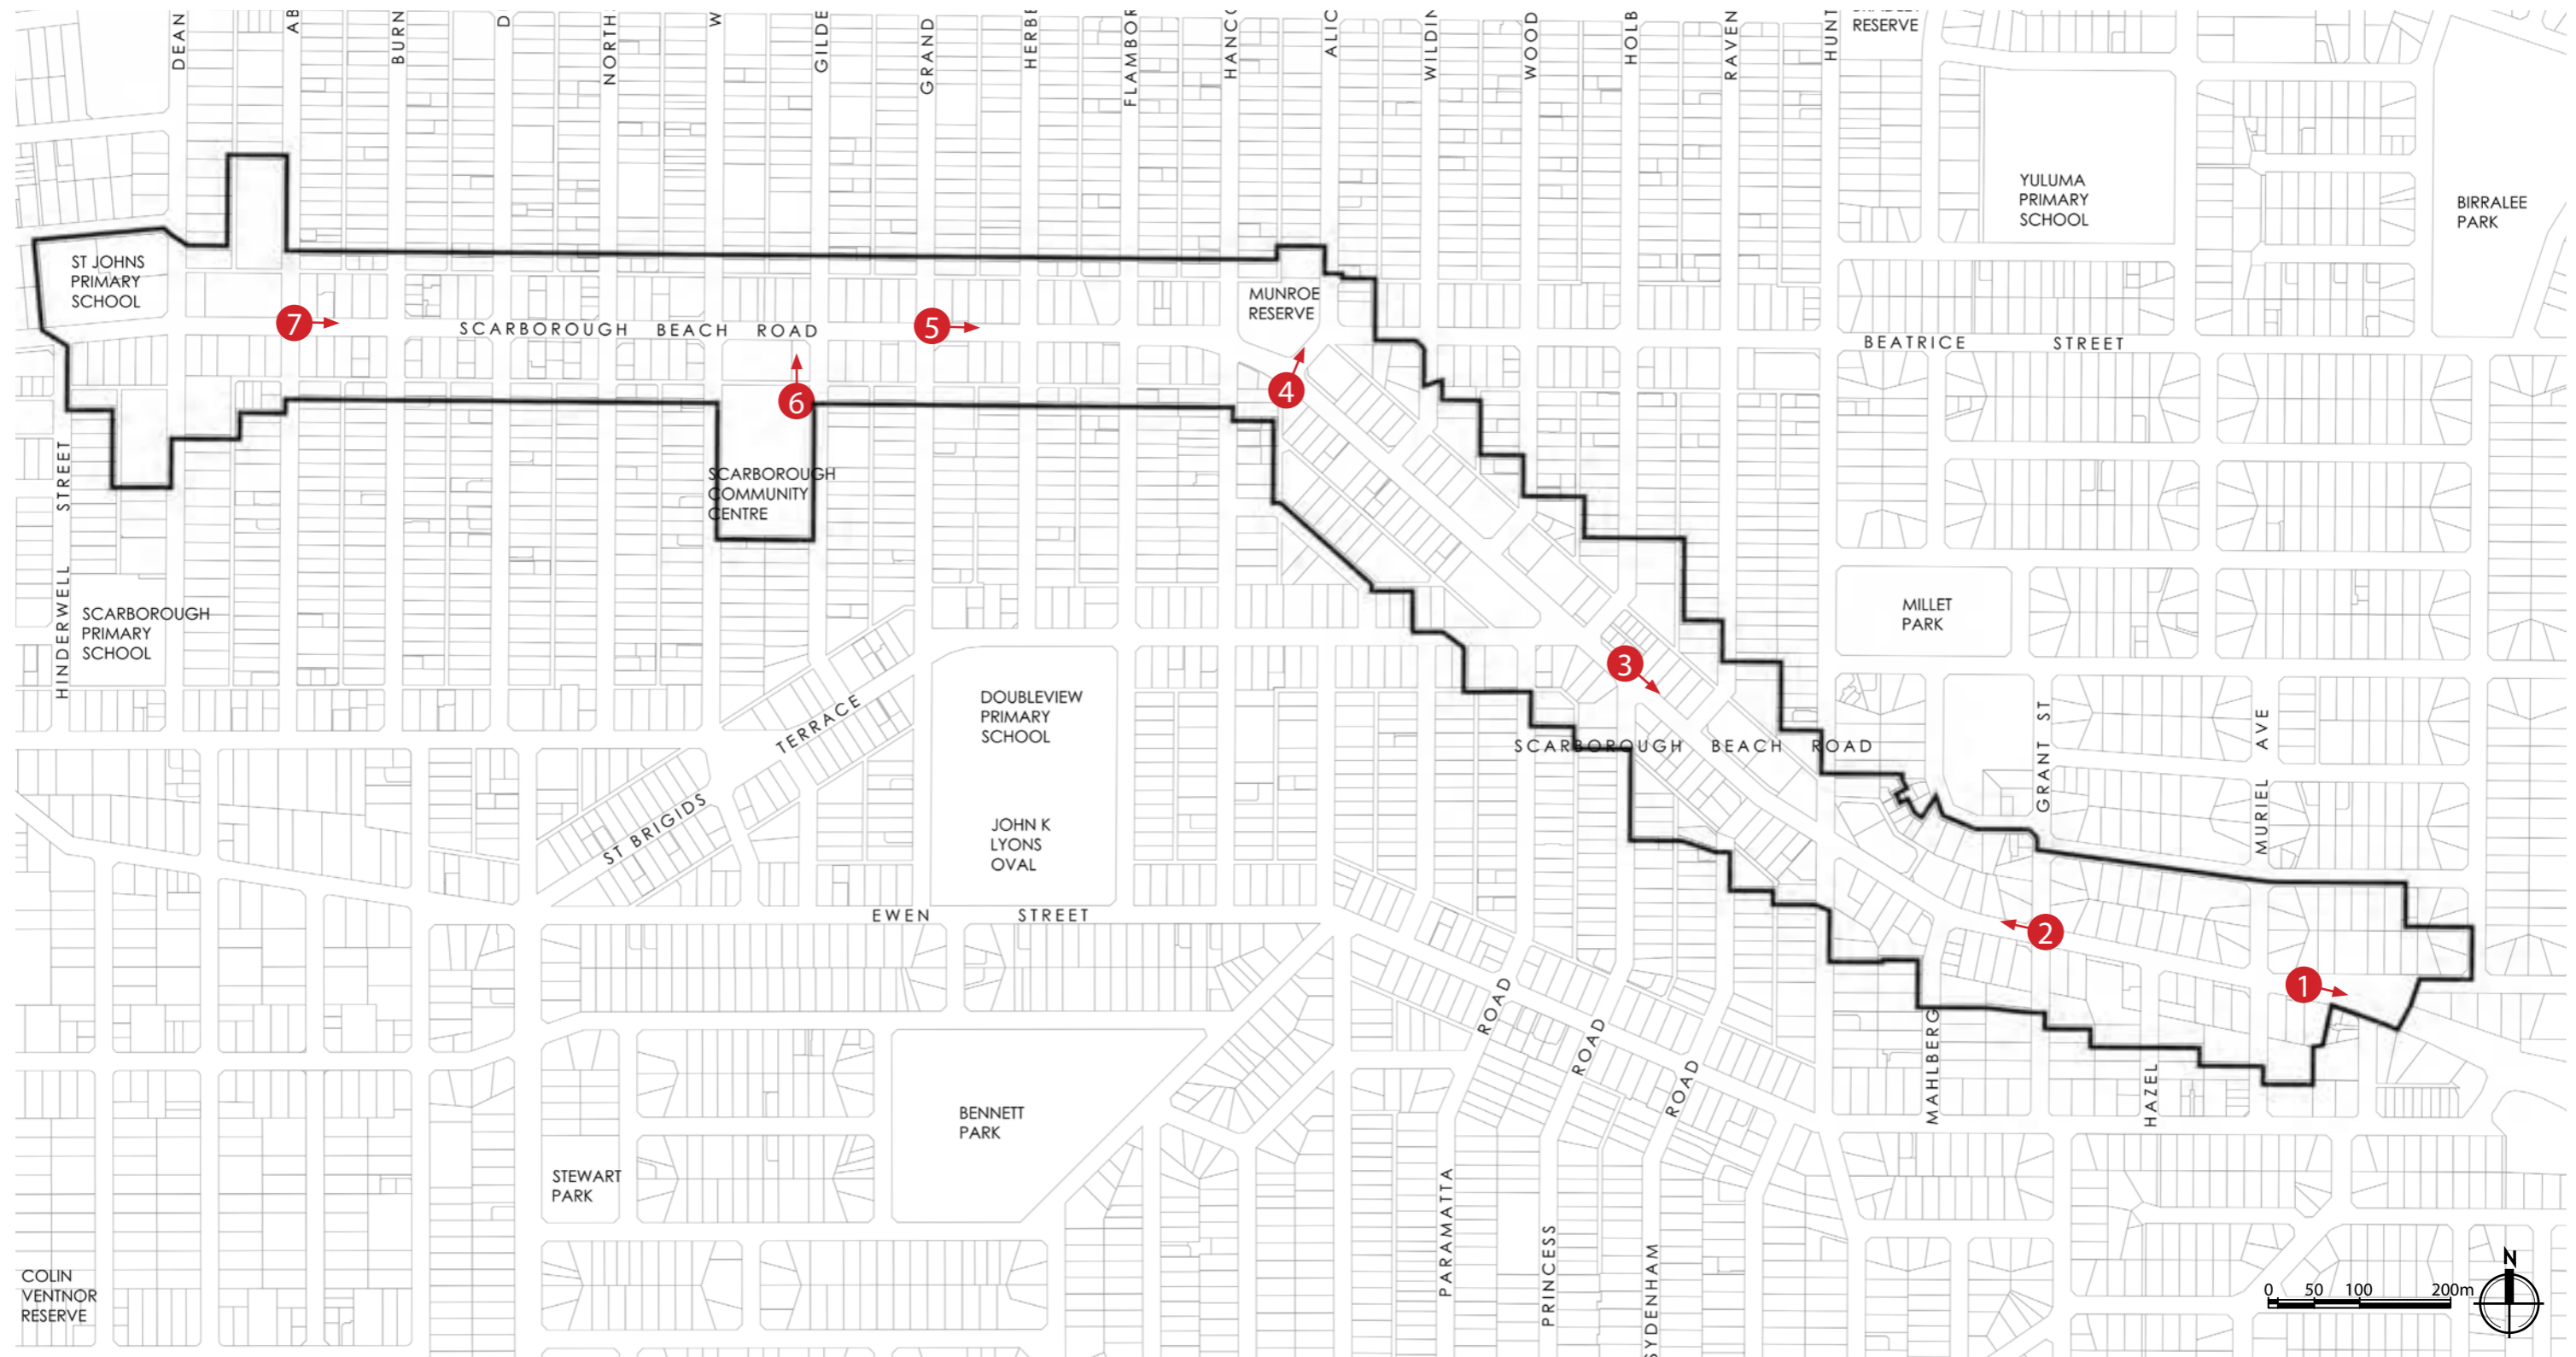 DEAN
AB
BURN
D
NORTH
W
GILDE
GRAND
HERBE
FLAMBOR
HANCO
ALIC
WILDIN
WOOD
HOLB
RAVEN
HUNT
RESERVE
YULUMA
PRIMARY
SCHOOL
BIRRALEE
PARK
ST JOHNS
PRIMARY
SCHOOL
MUNROE
RESERVE
7
SCARBOROUGH BEACH ROAD
5
BEATRICE STREET
6
4
SCARBOROUGH
COMMUNITY
CENTRE
HINDERWELL STREET
SCARBOROUGH
PRIMARY
SCHOOL
MILLET
PARK
3
DOUBLEVIEW
PRIMARY
SCHOOL
ST BRIGIDS TERRACE
SCARBOROUGH BEACH ROAD
GRANT ST
MURIEL AVE
JOHN K
LYONS
OVAL
EWEN STREET
2
1
PARAMATTA ROAD
PRINCESS ROAD
SYDENHAM ROAD
MAHLBERG
HAZEL
BENNETT
PARK
STEWART
PARK
COLIN
VENTNOR
RESERVE
N
0 50 100 200m